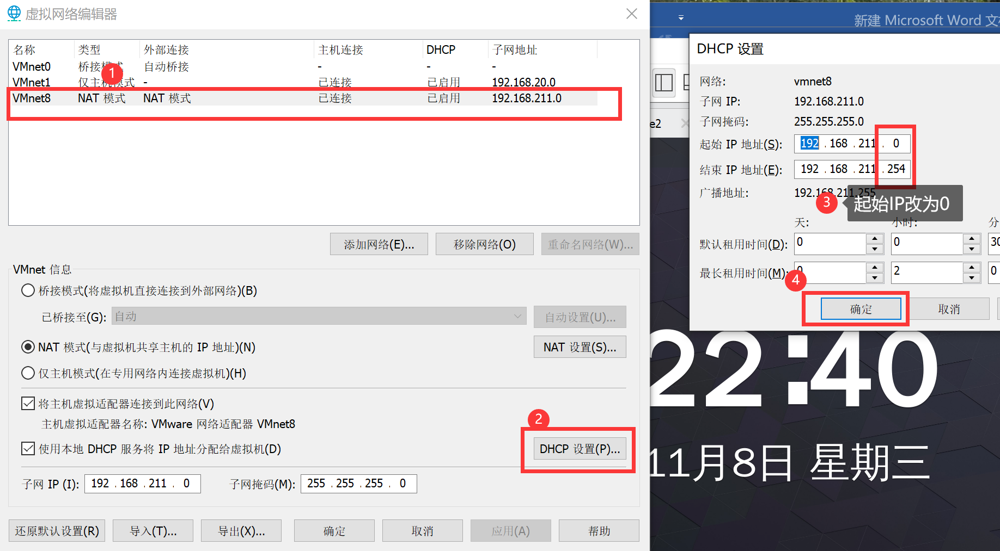 虚拟网络编辑器
名称 类型 外部连接 主机连接 DHCP 子网地址
VMnet0 桥接模式 自动桥接 - - -
1
VMnet1 仅主机模式 - 已连接 已启用 192.168.20.0
VMnet8 NAT 模式 NAT 模式 已连接 已启用 192.168.211.0
添加网络(E)... 移除网络(O) 重命名网络(W)...
VMnet 信息
桥接模式(将虚拟机直接连接到外部网络)(B)
已桥接至(G): 自动 自动设置(U)...
NAT 模式(与虚拟机共享主机的 IP 地址)(N) NAT 设置(S)...
仅主机模式(在专用网络内连接虚拟机)(H)
将主机虚拟适配器连接到此网络(V)
主机虚拟适配器名称: VMware 网络适配器 VMnet8
2
使用本地 DHCP 服务将 IP 地址分配给虚拟机(D) DHCP 设置(P)...
子网 IP (I): 192 . 168 . 211 . 0 子网掩码(M): 255 . 255 . 255 . 0
还原默认设置(R) 导入(T)... 导出(X)... 确定 取消 应用(A) 帮助
新建 Microsoft Word 文
e2
DHCP 设置
网络: vmnet8
子网 IP: 192.168.211.0
子网掩码: 255.255.255.0
起始 IP 地址(S): 192 . 168 . 211 . 0
结束 IP 地址(E): 192 . 168 . 211 . 254
广播地址: 192.168.211.255
3 起始IP改为0
天: 小时: 分
默认租用时间(D): 0 0 30
最长租用时间(M): 0 2 0
4
确定 取消
22:40
11月8日 星期三